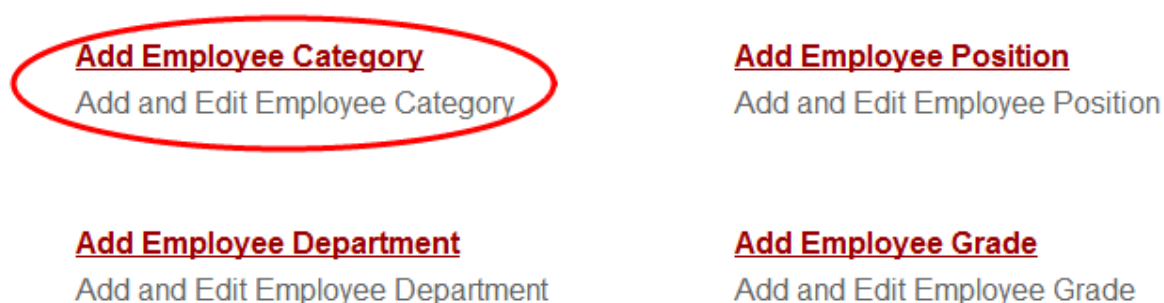 Add Employee Category
Add and Edit Employee Category
Add Employee Position
Add and Edit Employee Position
Add Employee Department
Add and Edit Employee Department
Add Employee Grade
Add and Edit Employee Grade